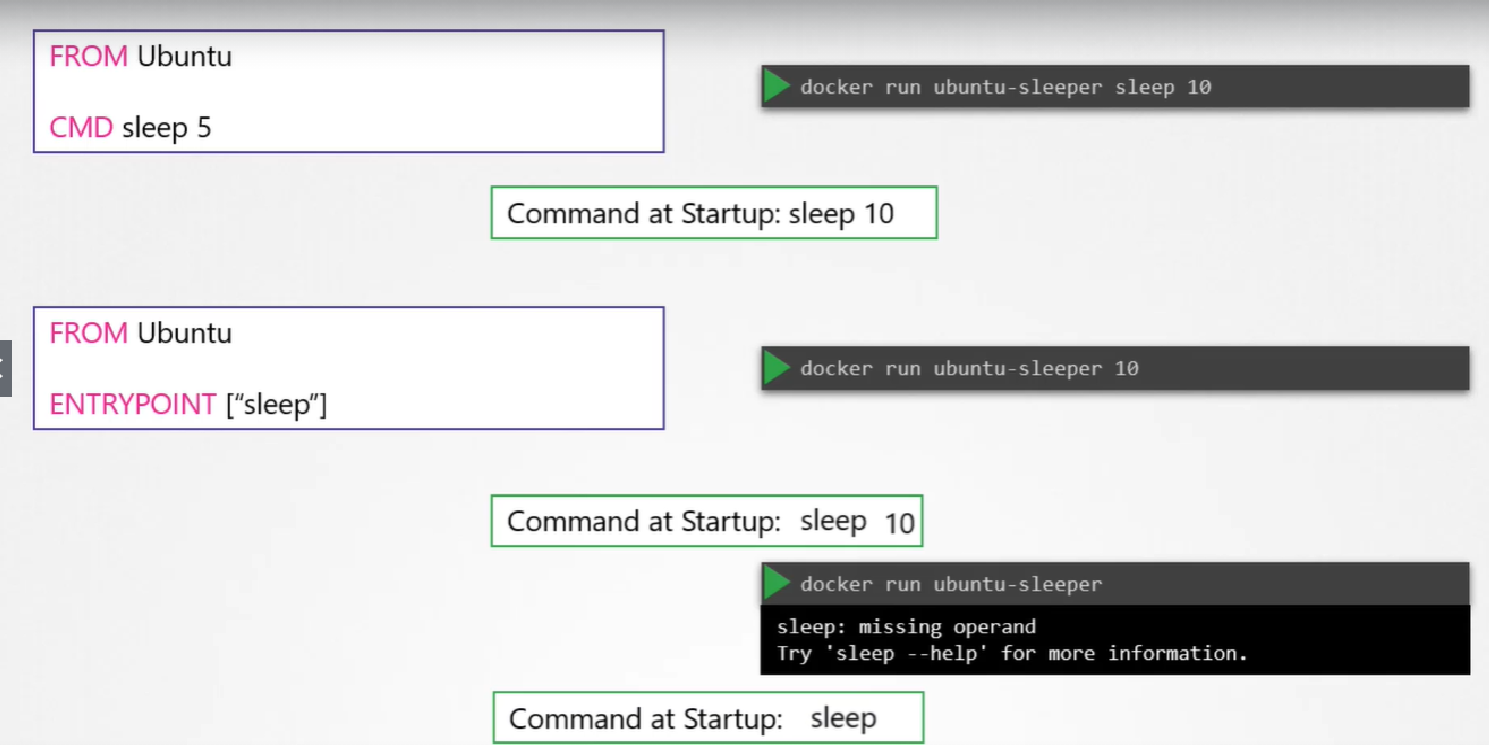 FROM Ubuntu
CMD sleep 5
docker run ubuntu-sleeper sleep 10
Command at Startup: sleep 10
FROM Ubuntu
ENTRYPOINT [“sleep”]
docker run ubuntu-sleeper 10
Command at Startup: sleep 10
docker run ubuntu-sleeper
sleep: missing operand
Try 'sleep --help' for more information.
Command at Startup: sleep